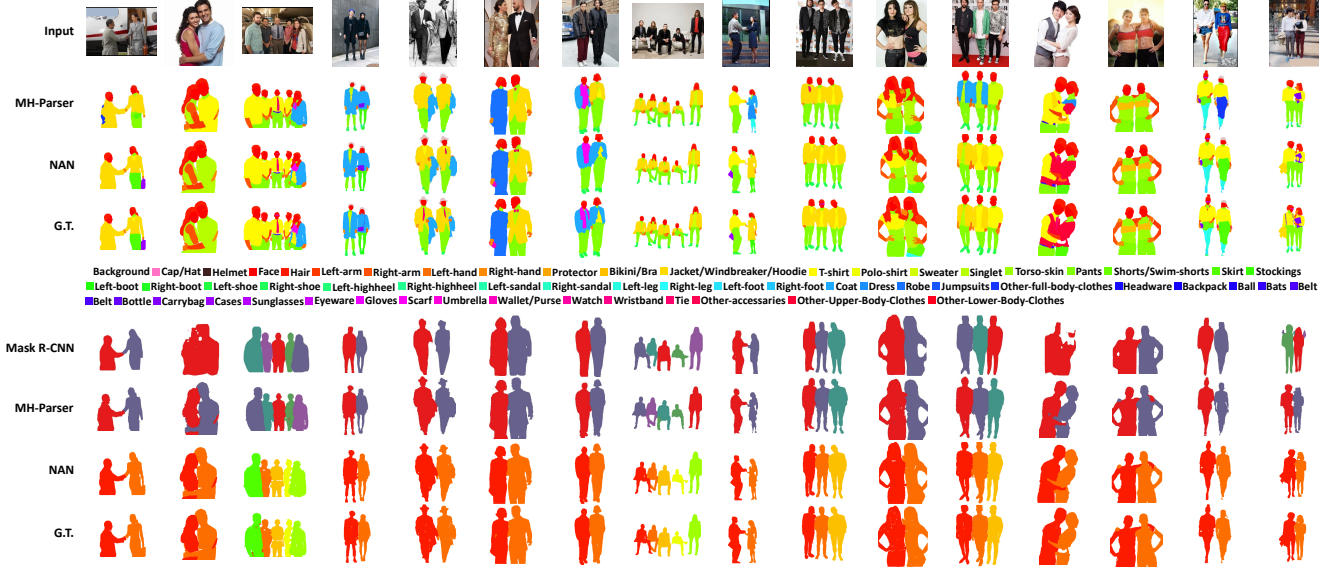 Input
MH-Parser
NAN
G.T.
Background Cap/Hat Helmet Face Hair Left-arm Right-arm Left-hand Right-hand Protector Bikini/Bra Jacket/Windbreaker/Hoodie T-shirt Polo-shirt Sweater Singlet Torso-skin Pants Shorts/Swim-shorts Skirt Stockings
Left-boot Right-boot Left-shoe Right-shoe Left-highheel Right-highheel Left-sandal Right-sandal Left-leg Right-leg Left-foot Right-foot Coat Dress Robe Jumpsuits Other-full-body-clothes Headware Backpack Ball Bats Belt
Belt Bottle Carrybag Cases Sunglasses Eyeware Gloves Scarf Umbrella Wallet/Purse Watch Wristband Tie Other-accessaries Other-Upper-Body-Clothes Other-Lower-Body-Clothes
Mask R-CNN
MH-Parser
NAN
G.T.